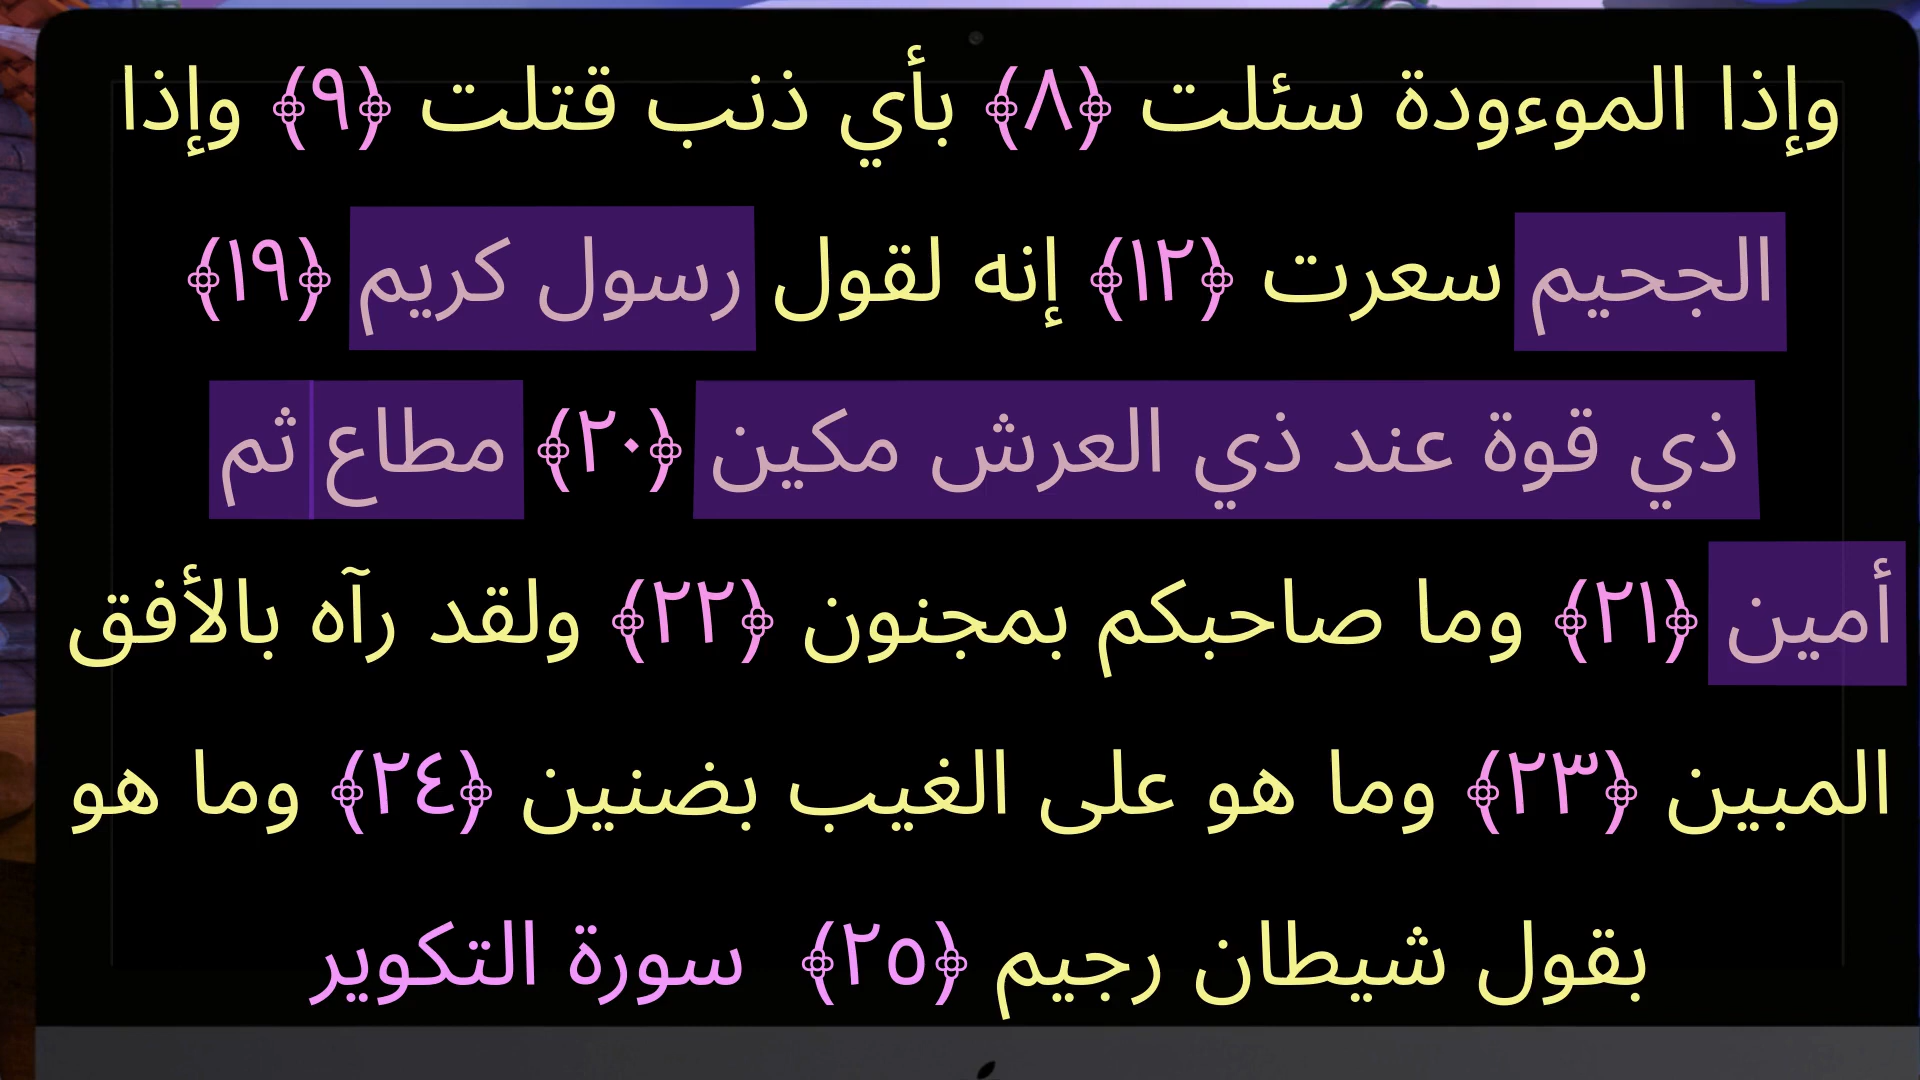 وإذا الموءودة سئلت ﴿٨﴾ بأي ذنب قتلت ﴿٩﴾ وإذا
الجحيم سعرت ﴿١٢﴾ إنه لقول رسول كريم ﴿١٩﴾
ذي قوة عند ذي العرش مكين ﴿٢٠﴾ مطاع ثم
أمين ﴿٢١﴾ وما صاحبكم بمجنون ﴿٢٢﴾ ولقد رآه بالأفق
المبين ﴿٢٣﴾ وما هو على الغيب بضنين ﴿٢٤﴾ وما هو
بقول شيطان رجيم ﴿٢٥﴾ سورة التكوير